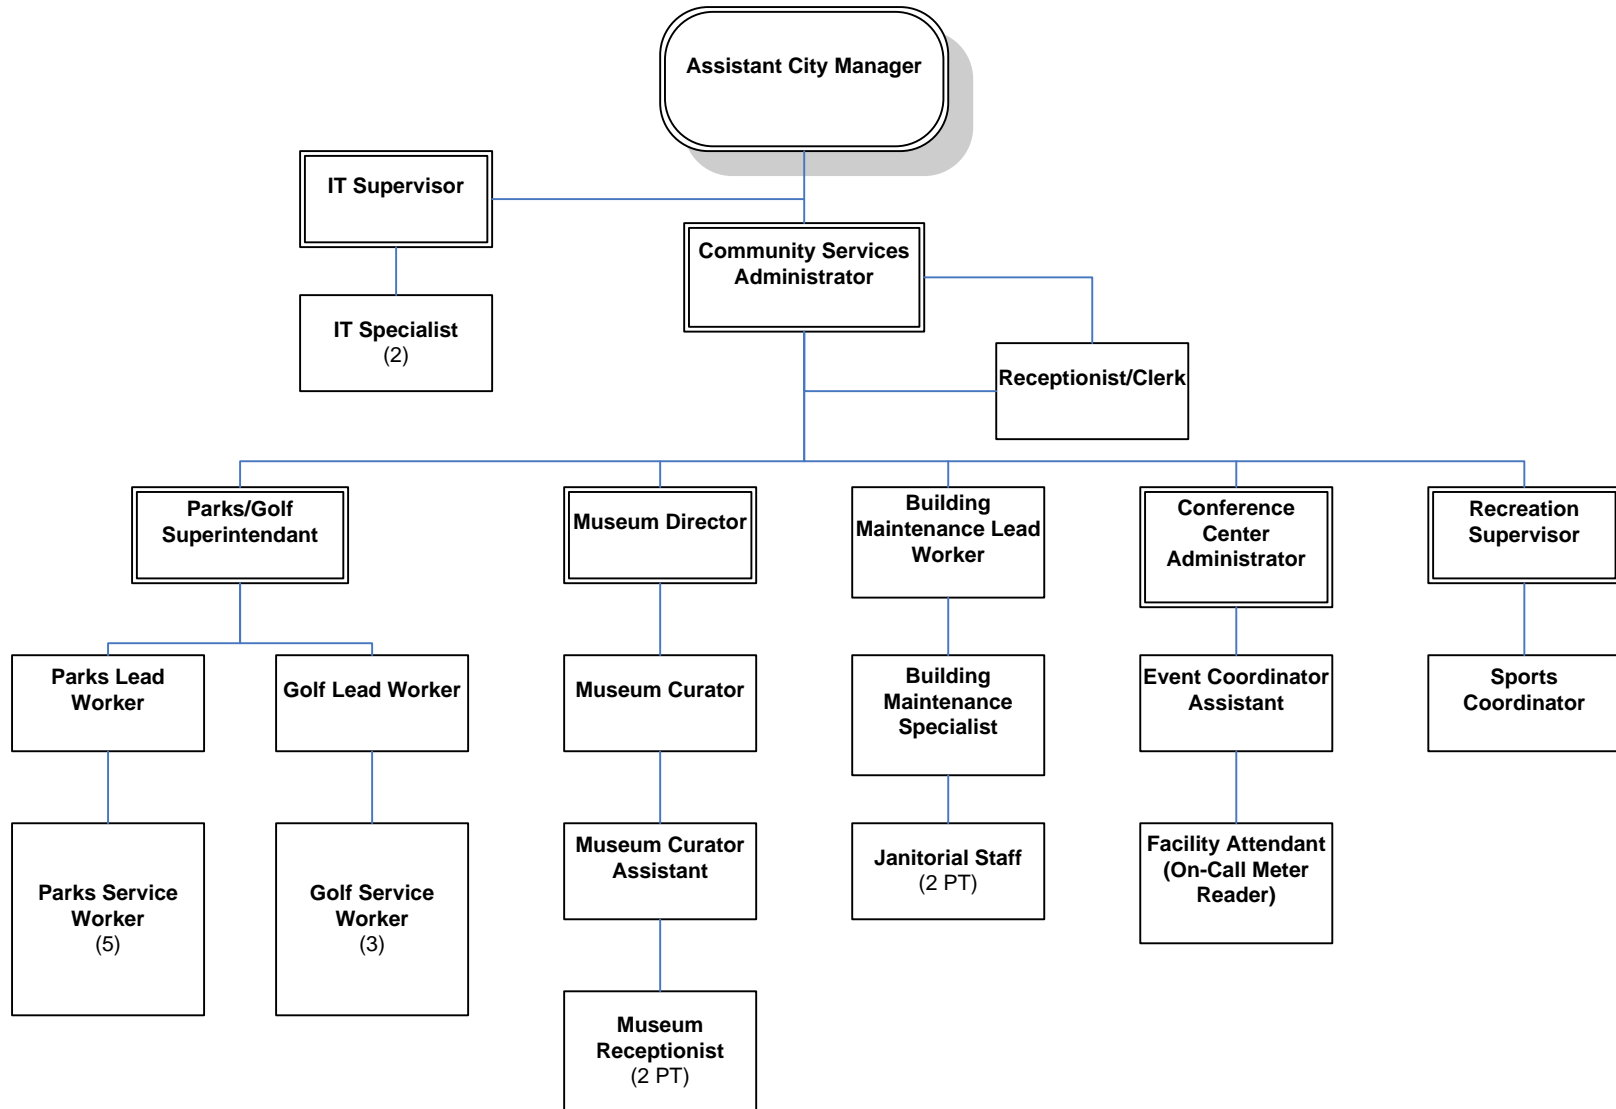 Assistant City Manager
IT Supervisor
Community Services
Administrator
IT Specialist
(2)
Receptionist/Clerk
Parks/Golf
Superintendant
Museum Director
Building
Maintenance Lead
Worker
Conference
Center
Administrator
Recreation
Supervisor
Parks Lead
Worker
Golf Lead Worker
Museum Curator
Building
Maintenance
Specialist
Event Coordinator
Assistant
Sports
Coordinator
Parks Service
Worker
(5)
Golf Service
Worker
(3)
Museum Curator
Assistant
Janitorial Staff
(2 PT)
Facility Attendant
(On-Call Meter
Reader)
Museum
Receptionist
(2 PT)